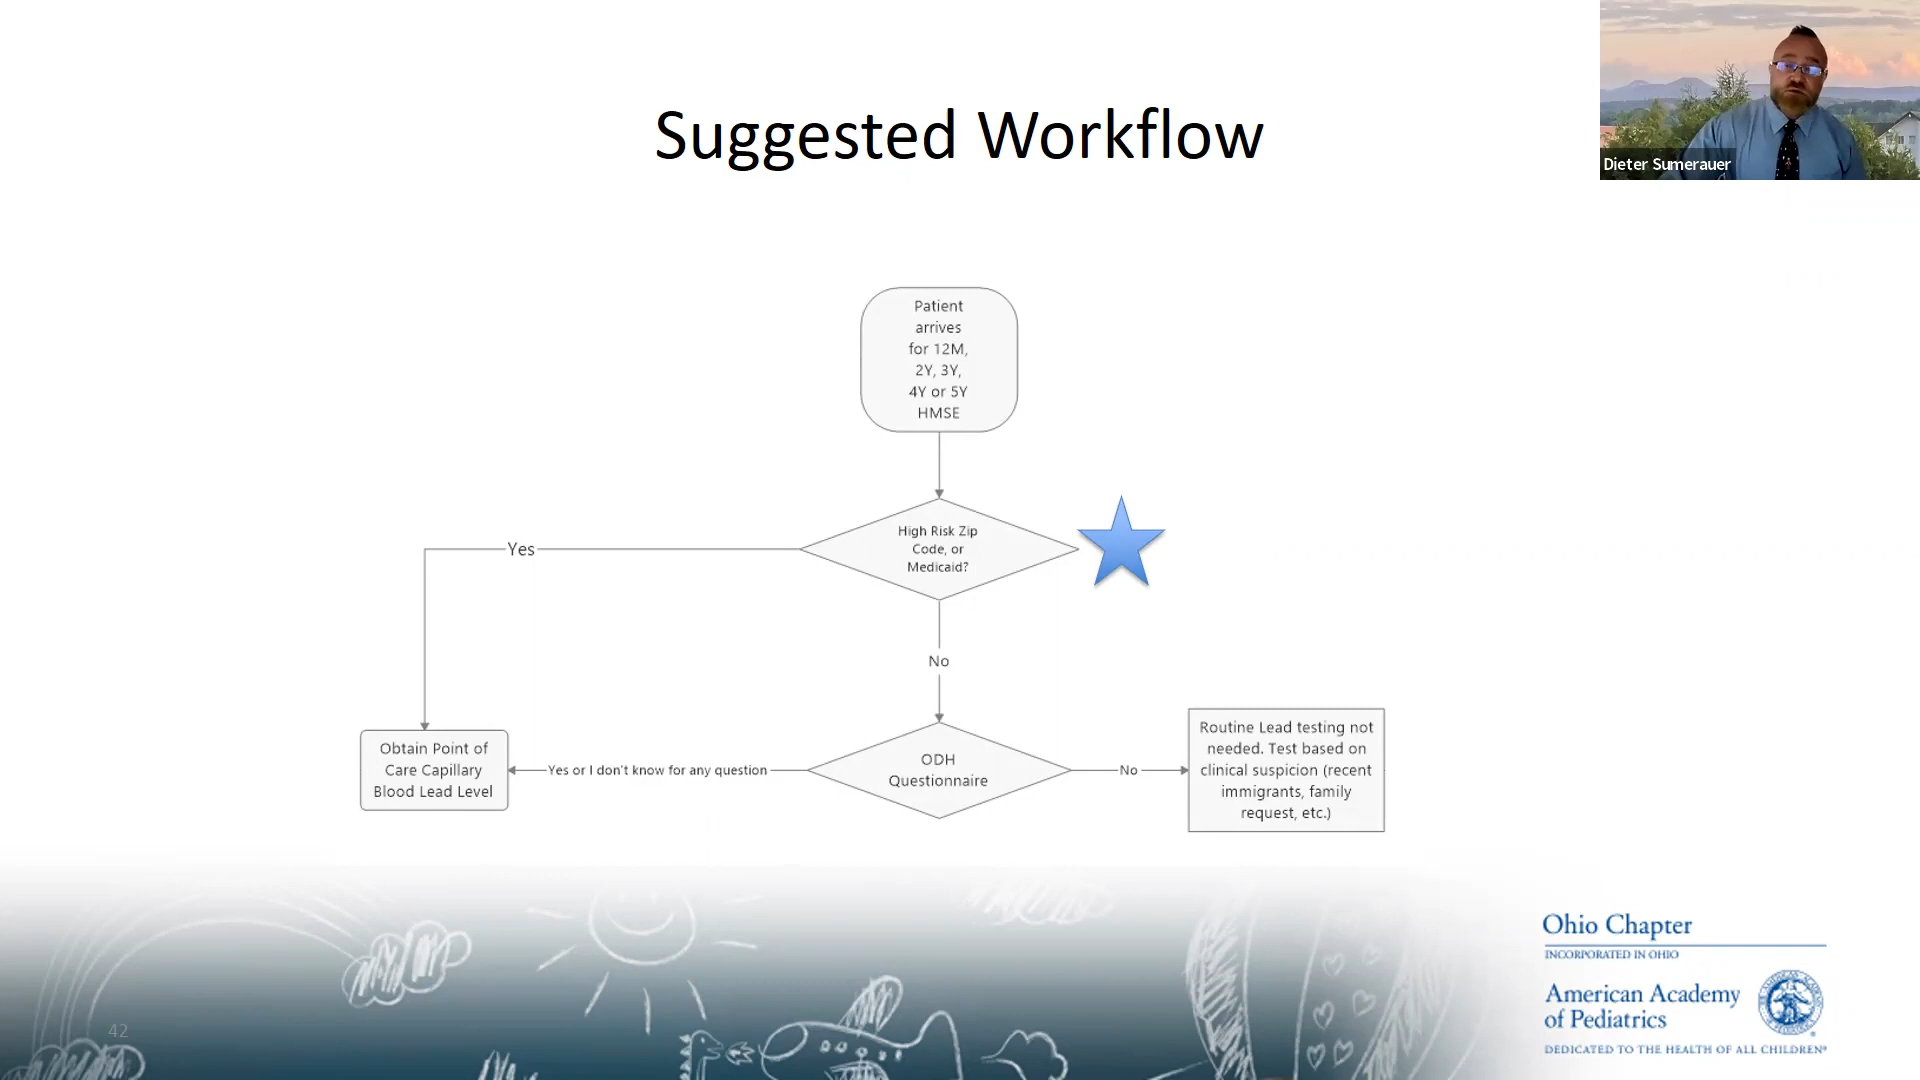 Suggested Workflow
Dieter Sumerauer
Patient
arrives
for 12M,
2Y, 3Y,
4Y or 5Y
HMSE
High Risk Zip
Code, or
Medicaid?
Yes
No
Obtain Point of
Care Capillary
Blood Lead Level
Yes or I don't know for any question
ODH
Questionnaire
No
Routine Lead testing not
needed. Test based on
clinical suspicion (recent
immigrants, family
request, etc.)
Ohio Chapter
INCORPORATED IN OHIO
American Academy
of Pediatrics
DEDICATED TO THE HEALTH OF ALL CHILDREN®
42